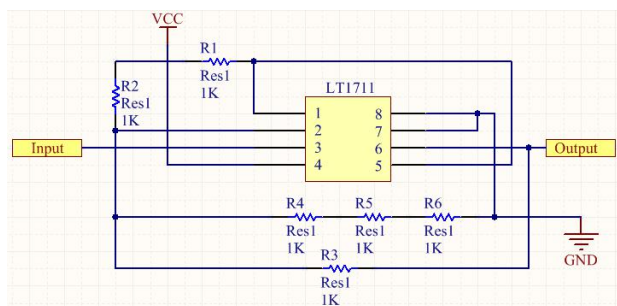 VCC
R1
Res1
1K
R2
Res1
1K
LT1711
1 8
2 7
3 6
4 5
Input
Output
R4
Res1
1K
R5
Res1
1K
R6
Res1
1K
GND
R3
Res1
1K